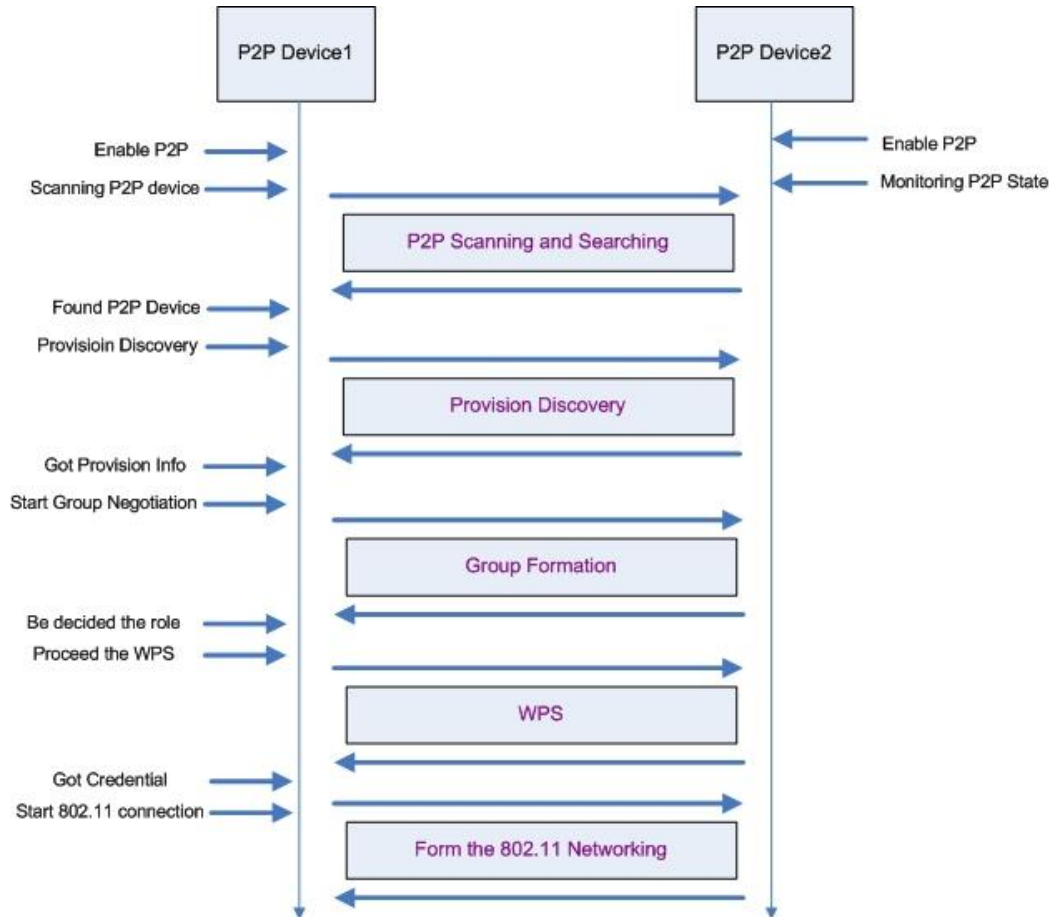 P2P Device1
P2P Device2
Enable P2P
Enable P2P
Scanning P2P device
Monitoring P2P State
P2P Scanning and Searching
Found P2P Device
Provisioin Discovery
Provision Discovery
Got Provision Info
Start Group Negotiation
Group Formation
Be decided the role
Proceed the WPS
WPS
Got Credential
Start 802.11 connection
Form the 802.11 Networking